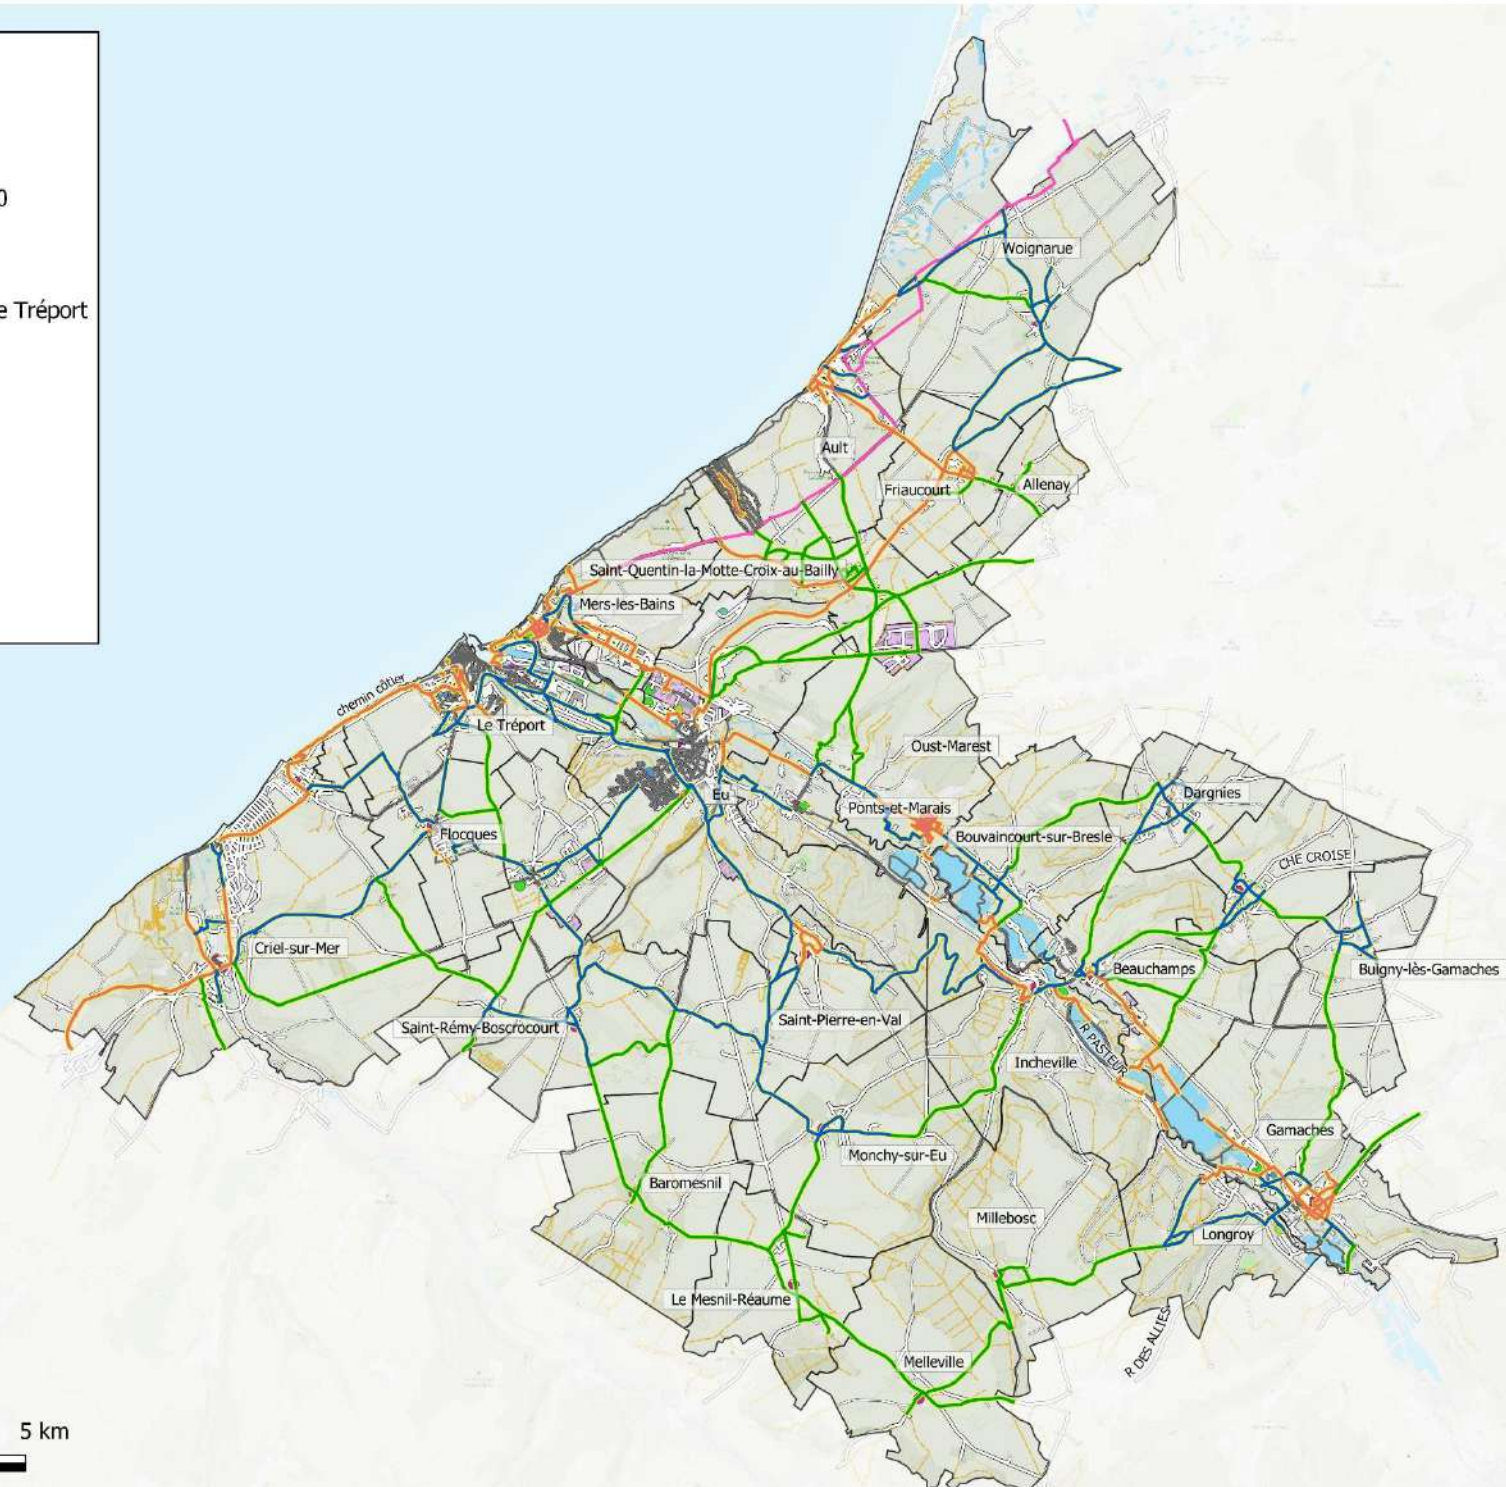 0
e Tréport
Woignarue
Ault
Friaucourt
Allenay
Saint-Quentin-la-Motte-Croix-au-Bailly
Mers-les-Bains
chemin côtier
Le Tréport
Oust-Marest
Eu
Ponts-et-Marais
Dargnies
Flocques
Bouvaincourt-sur-Bresle
CHE CROISE
Criel-sur-Mer
Beauchamps
Buigny-lès-Gamaches
Saint-Rémy-Boscrocourt
Saint-Pierre-en-Val
R PASTEUR
Incheville
Gamaches
Monchy-sur-Eu
Baromesnil
Millebosc
Longroy
Le Mesnil-Réaume
R DES ALLIES
Melleville
5 km